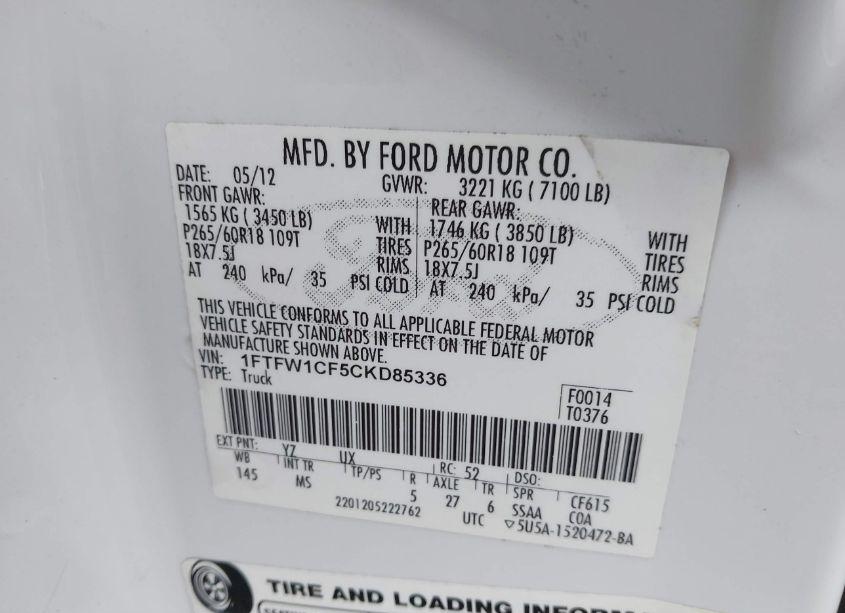 MFD. BY FORD MOTOR CO.
DATE: 05/12 GVWR: 3221 KG ( 7100 LB)
FRONT GAWR: REAR GAWR:
1565 KG ( 3450 LB) WITH 1746 KG ( 3850 LB) WITH
P265/60R18 109T TIRES P265/60R18 109T TIRES
18X7.5J RIMS 18X7.5J RIMS
AT 240 kPa/ 35 PSI COLD AT 240 kPa/ 35 PSI COLD
THIS VEHICLE CONFORMS TO ALL APPLICABLE FEDERAL MOTOR
VEHICLE SAFETY STANDARDS IN EFFECT ON THE DATE OF
MANUFACTURE SHOWN ABOVE.
VIN: 1FTFW1CF5CKD85336
TYPE: Truck
F0014
T0376
EXT PNT: YZ UX RC: 52 DSO:
WB INT TR TP/PS R AXLE TR SPR CF615
145 MS 5 27 6 SSAA COA
2201205222762 UTC ▽5U5A-1520472-BA
TIRE AND LOADING INFORM